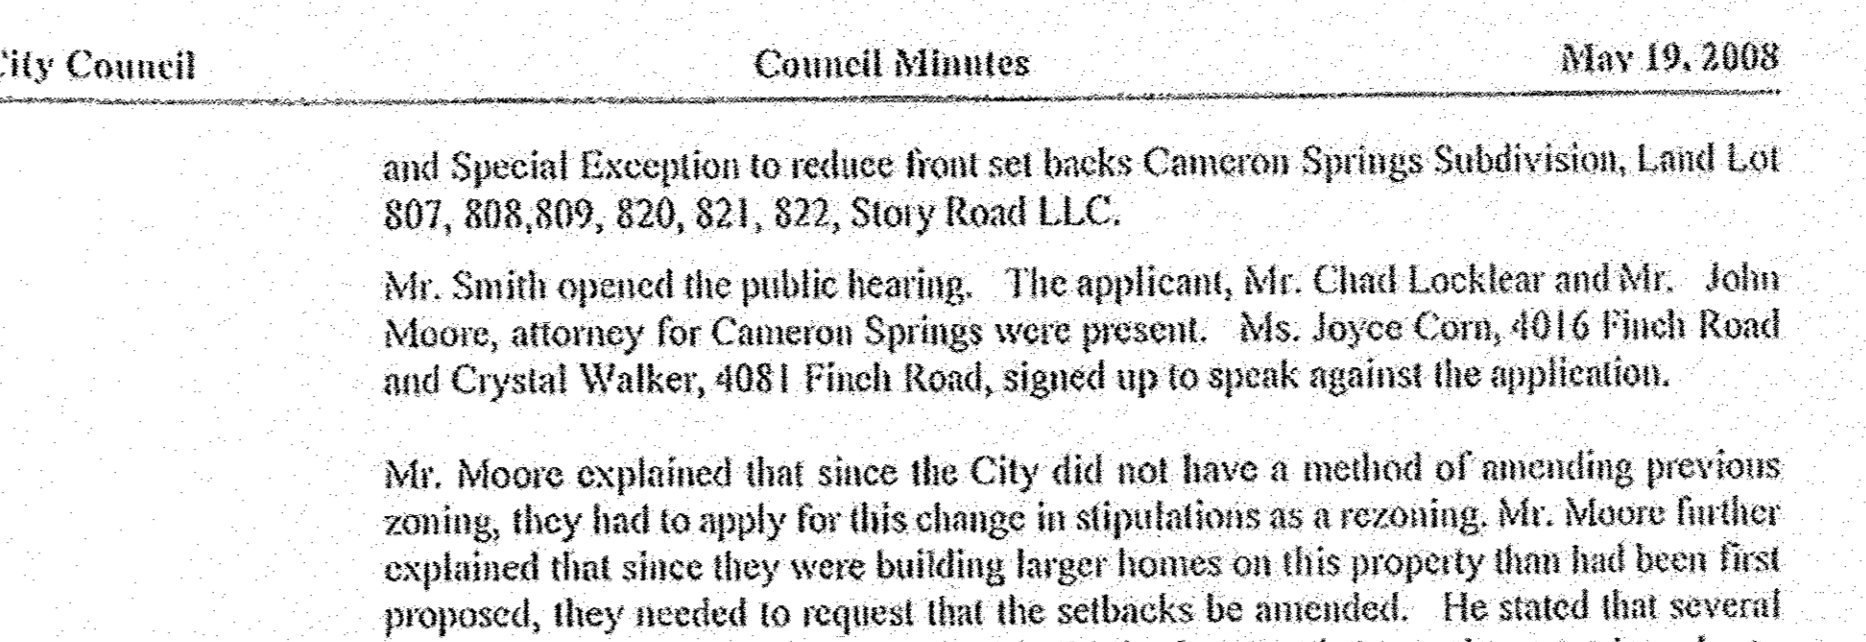 City Council Council Minutes May 19, 2008
and Special Exception to reduce front set backs Cameron Springs Subdivision, Land Lot
807, 808,809, 820, 821, 822, Story Road LLC.
Mr. Smith opened the public hearing. The applicant, Mr. Chad Locklear and Mr. John
Moore, attorney for Cameron Springs were present. Ms. Joyce Corn, 4016 Finch Road
and Crystal Walker, 4081 Finch Road, signed up to speak against the application.
Mr. Moore explained that since the City did not have a method of amending previous
zoning, they had to apply for this change in stipulations as a rezoning. Mr. Moore further
explained that since they were building larger homes on this property than had been first
proposed, they needed to request that the setbacks be amended. He stated that several